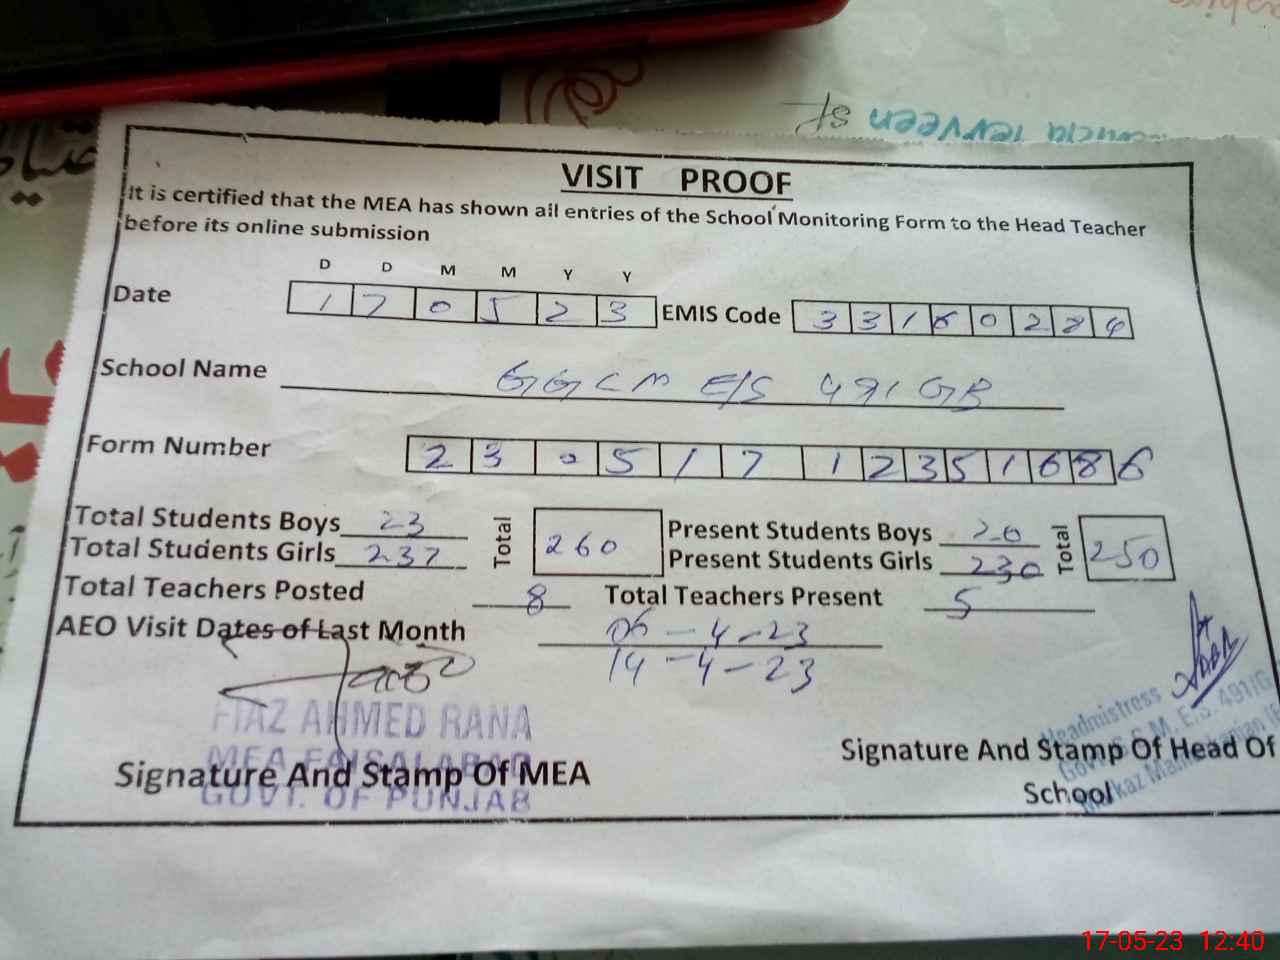 Perveen St
VISIT PROOF
It is certified that the MEA has shown all entries of the School Monitoring Form to the Head Teacher
before its online submission
D D M M Y Y
Date 1 7 0 5 2 3 EMIS Code 3 3 1 6 0 2 8 4
School Name GGCM E/S 491 GB
Form Number 2 3 0 5 1 7 1 2 3 5 1 6 8 6
Total Students Boys 23 Total 260 Present Students Boys 20 Total 250
Total Students Girls 237 Present Students Girls 230
Total Teachers Posted 8 Total Teachers Present 5
AEO Visit Dates of Last Month 06-4-23
14-4-23
FIAZ AHMED RANA
MEA FAISALABAD
GOVT. OF PUNJAB
Signature And Stamp Of MEA
Headmistress
Govt. G.C.M. E.S. 491/G
Markaz
Signature And Stamp Of Head Of
School
17-05-23 12:40